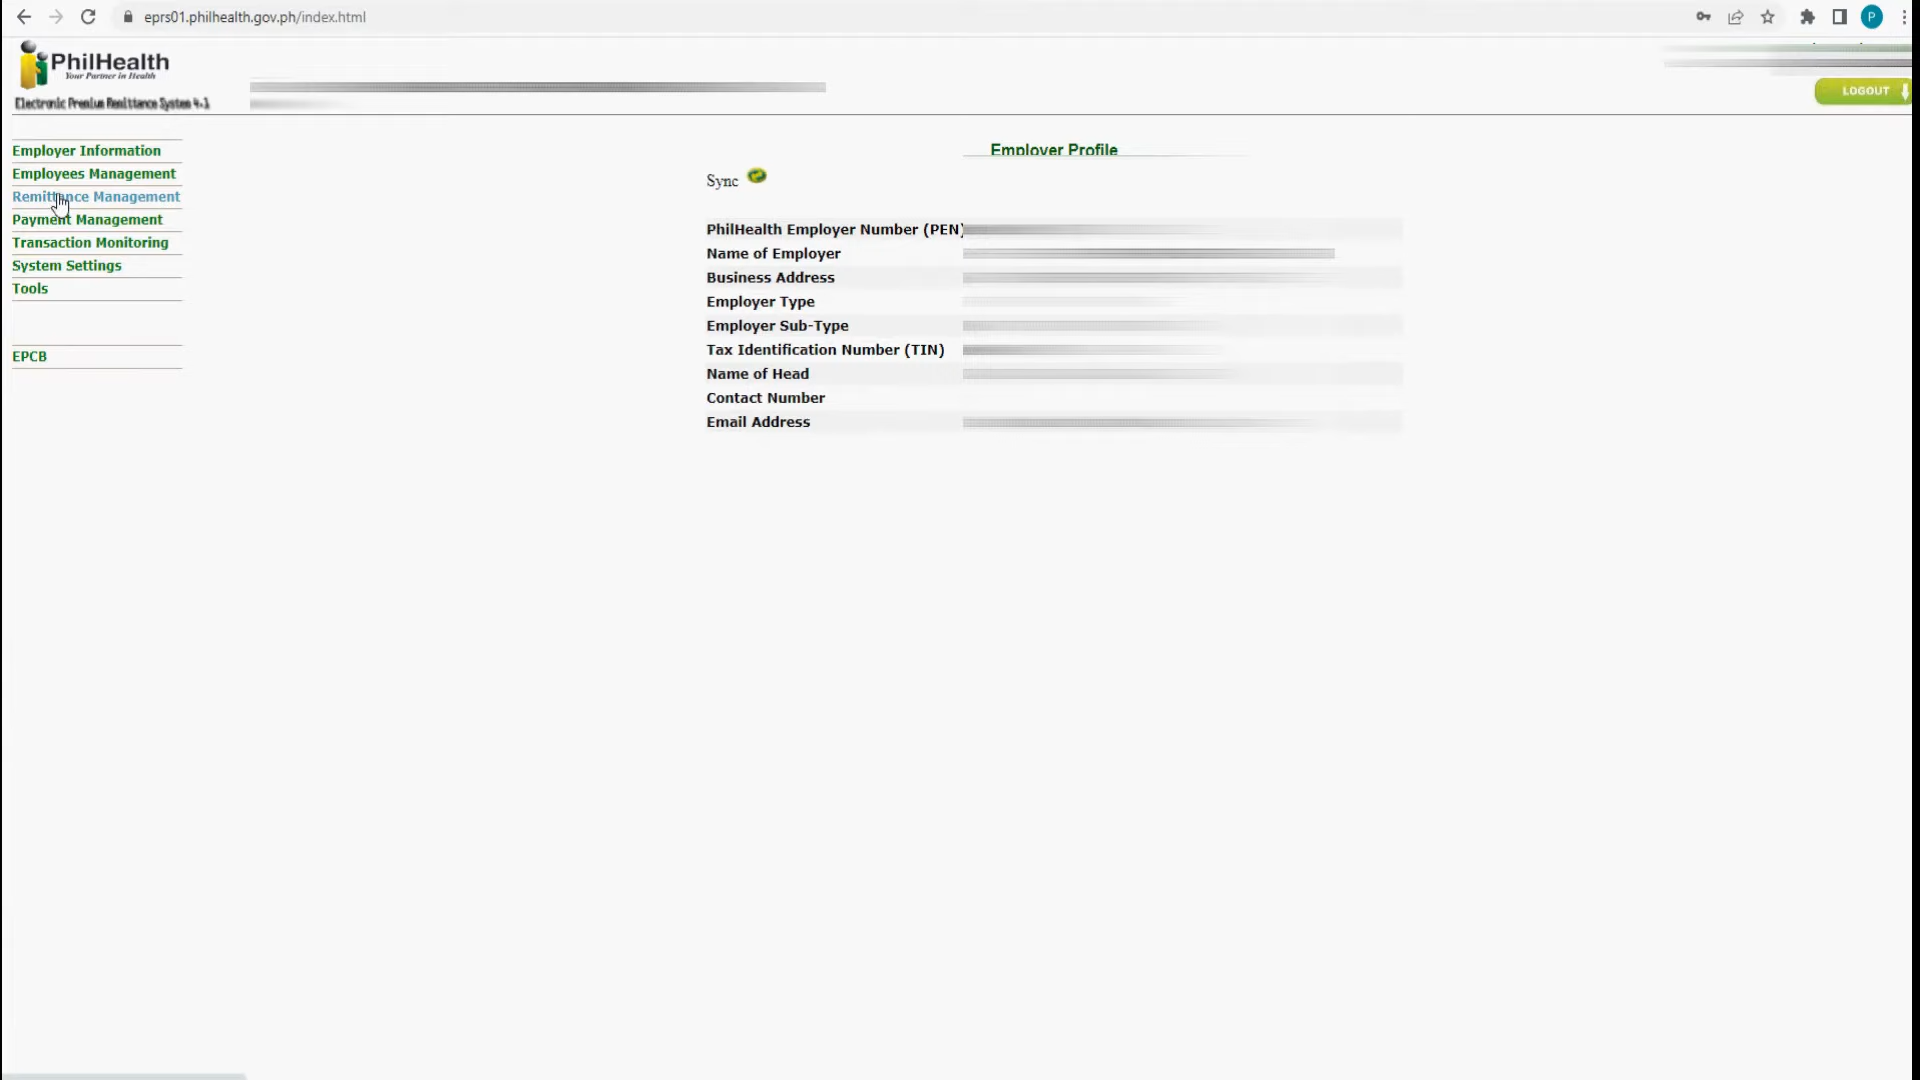 eprs01.philhealth.gov.ph/index.html
P
PhilHealth
Your Partner in Health
Electronic Premium Remittance System 4.1
LOGOUT
Employer Information
Employees Management
Remittance Management
Payment Management
Transaction Monitoring
System Settings
Tools
EPCB
Employer Profile
Sync
PhilHealth Employer Number (PEN)
Name of Employer
Business Address
Employer Type
Employer Sub-Type
Tax Identification Number (TIN)
Name of Head
Contact Number
Email Address